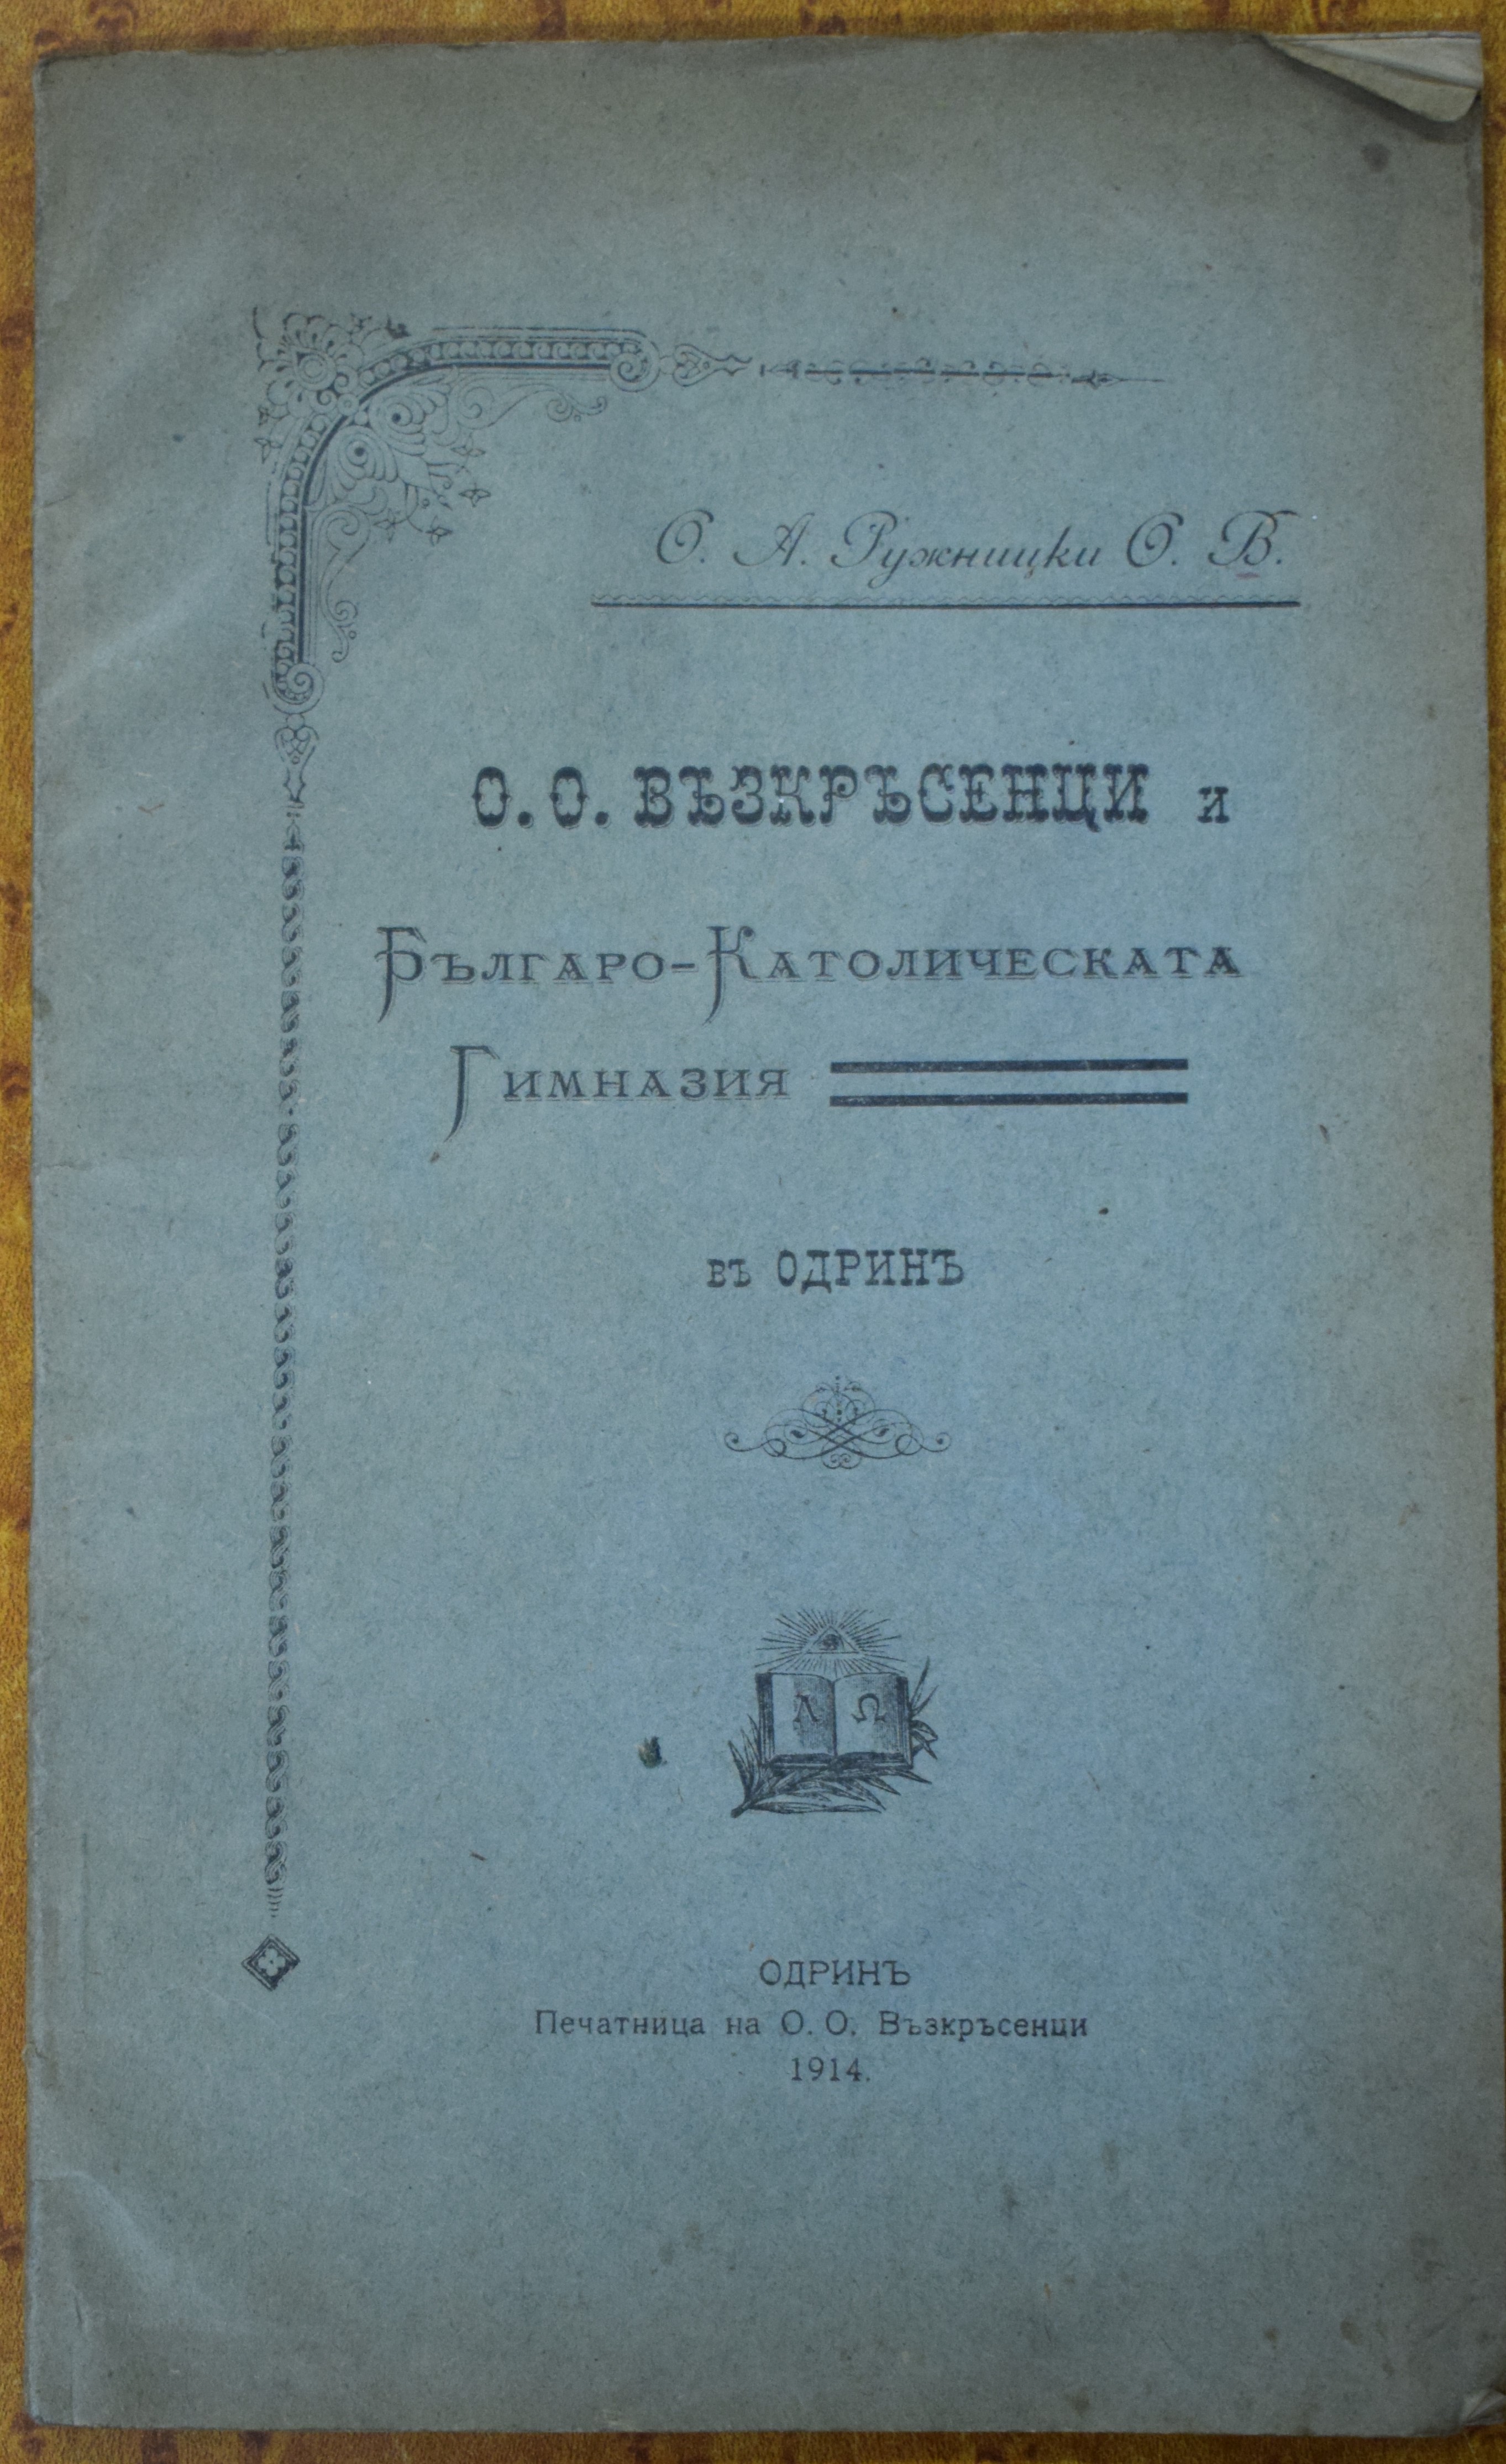 О. А. Ружницки О. В.
О. О. ВЪЗКРЪСЕНЦИ и
Българо-Католическата
Гимназия
въ ОДРИНЪ
Α Ω
ОДРИНЪ
Печатница на О. О. Възкръсенци
1914.